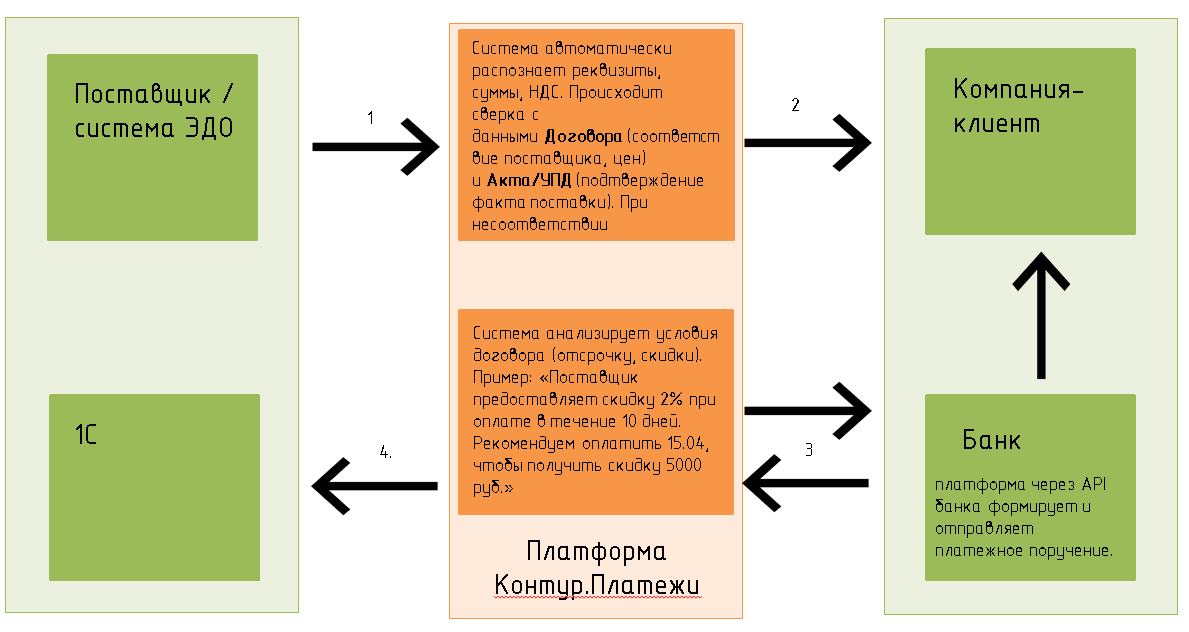 Поставщик /
система ЭДО
1
Система автоматически
распознает реквизиты,
суммы, НДС. Происходит
сверка с
данными Договора (соответст
вие поставщика, цен)
и Акта/УПД (подтверждение
факта поставки). При
несоответствии
2
Компания-
клиент
1С
4.
Система анализирует условия
договора (отсрочку, скидки).
Пример: «Поставщик
предоставляет скидку 2% при
оплате в течение 10 дней.
Рекомендуем оплатить 15.04,
чтобы получить скидку 5000
руб.»
3
Банк
платформа через API
банка формирует и
отправляет
платежное поручение.
Платформа
Контур.Платежи